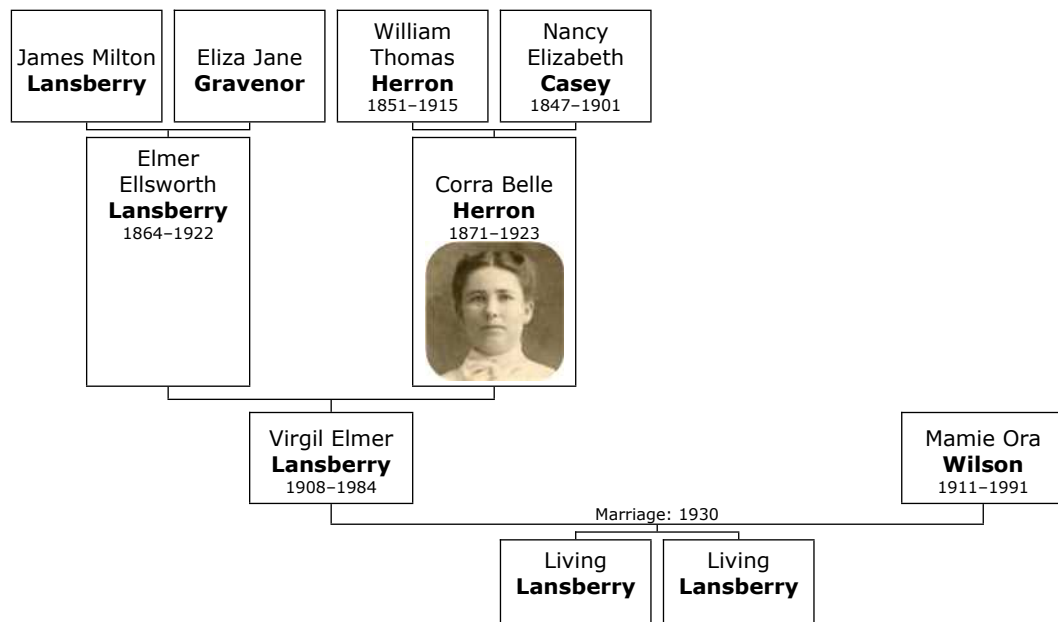 James Milton
Lansberry
Eliza Jane
Gravenor
William
Thomas
Herron
1851–1915
Nancy
Elizabeth
Casey
1847–1901
Elmer
Ellsworth
Lansberry
1864–1922
Corra Belle
Herron
1871–1923
Virgil Elmer
Lansberry
1908–1984
Mamie Ora
Wilson
1911–1991
Marriage: 1930
Living
Lansberry
Living
Lansberry